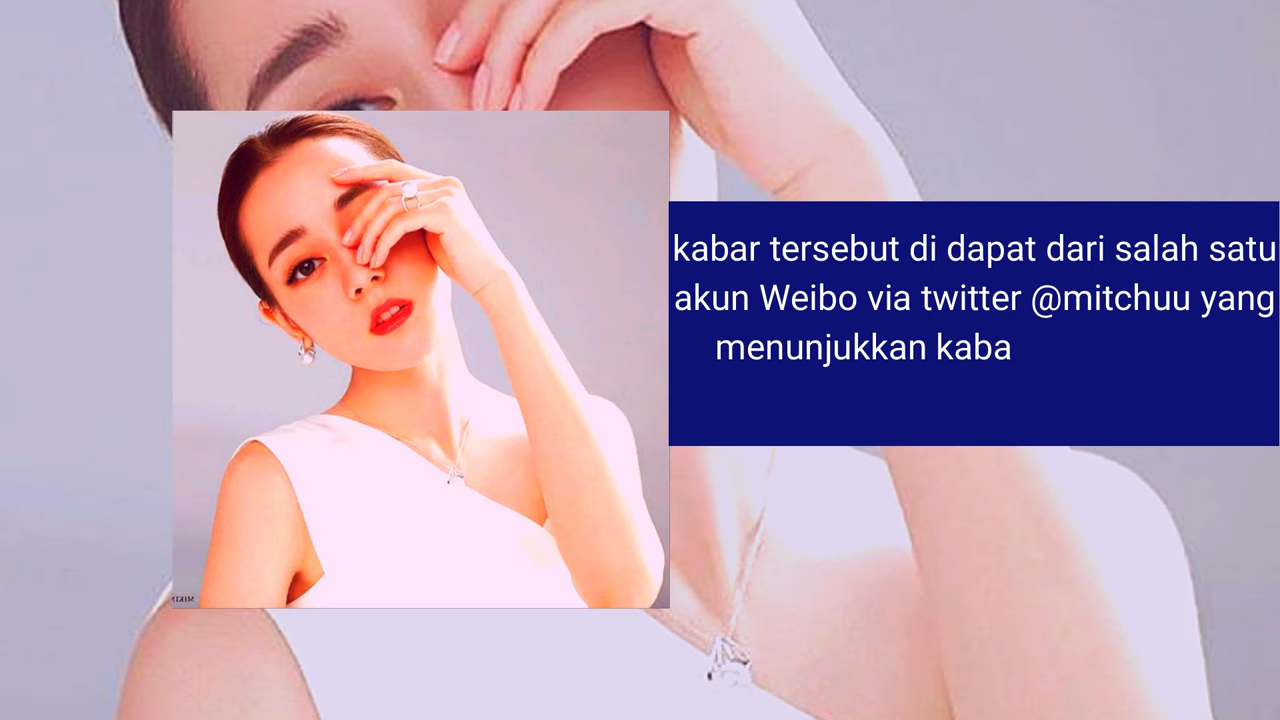 kabar tersebut di dapat dari salah satu
akun Weibo via twitter @mitchuu yang
menunjukkan kaba